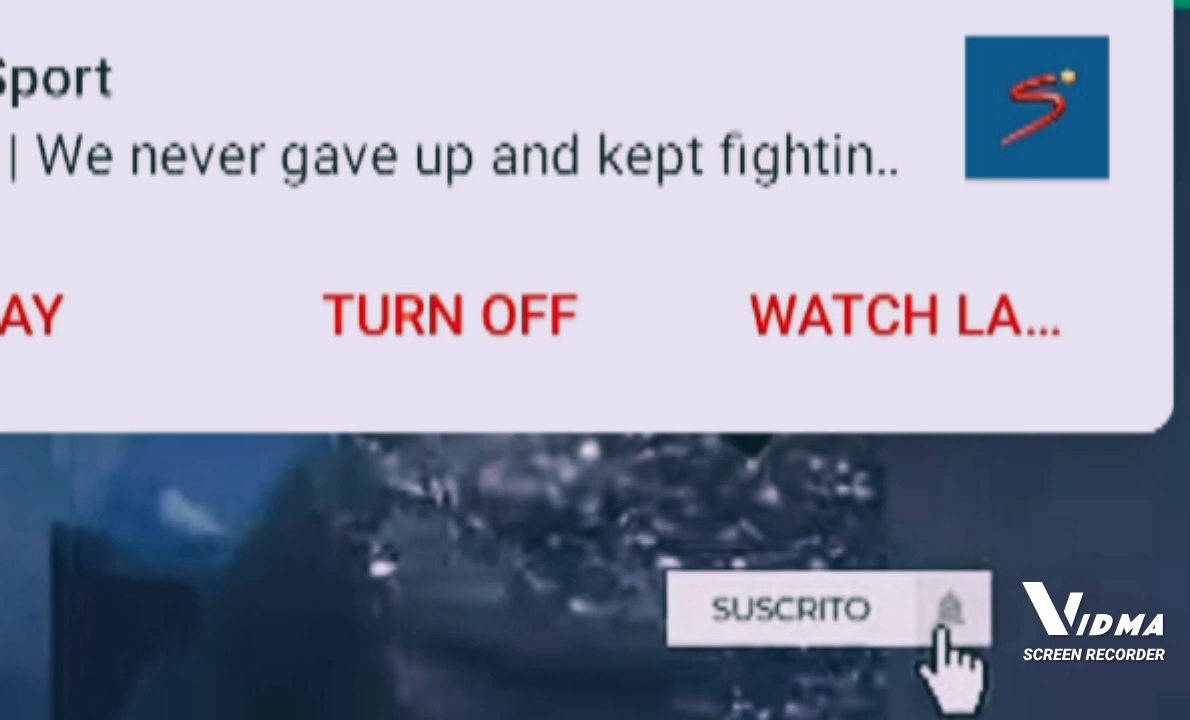 Sport
| We never gave up and kept fightin..
AY
TURN OFF
WATCH LA...
SUSCRITO
VIDMA
SCREEN RECORDER